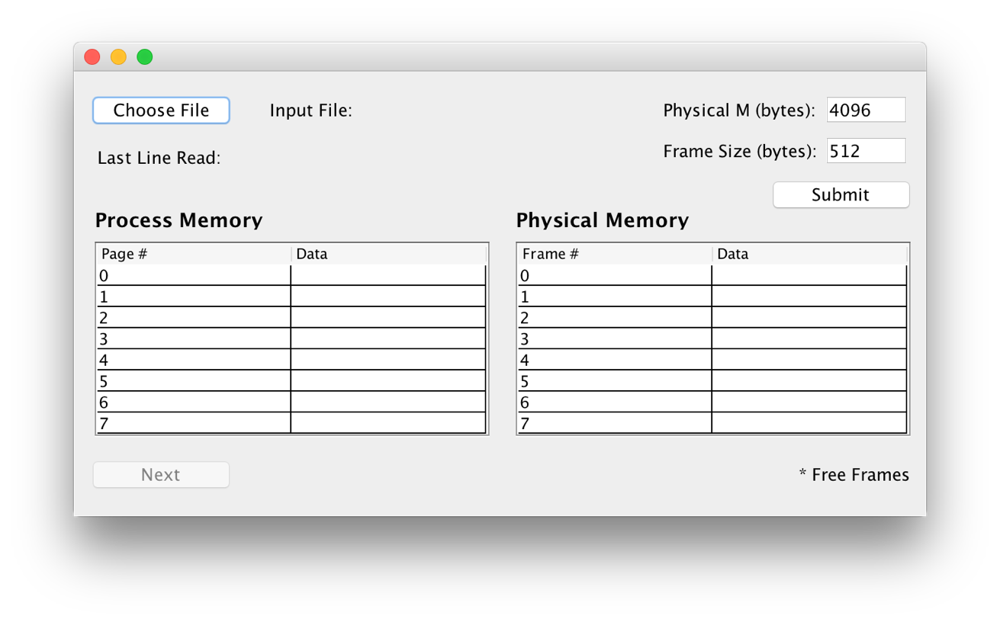 Choose File Input File: Physical M (bytes): 4096
Last Line Read: Frame Size (bytes): 512
Submit
Process Memory Physical Memory
Page # Data Frame # Data
0 0
1 1
2 2
3 3
4 4
5 5
6 6
7 7
Next * Free Frames